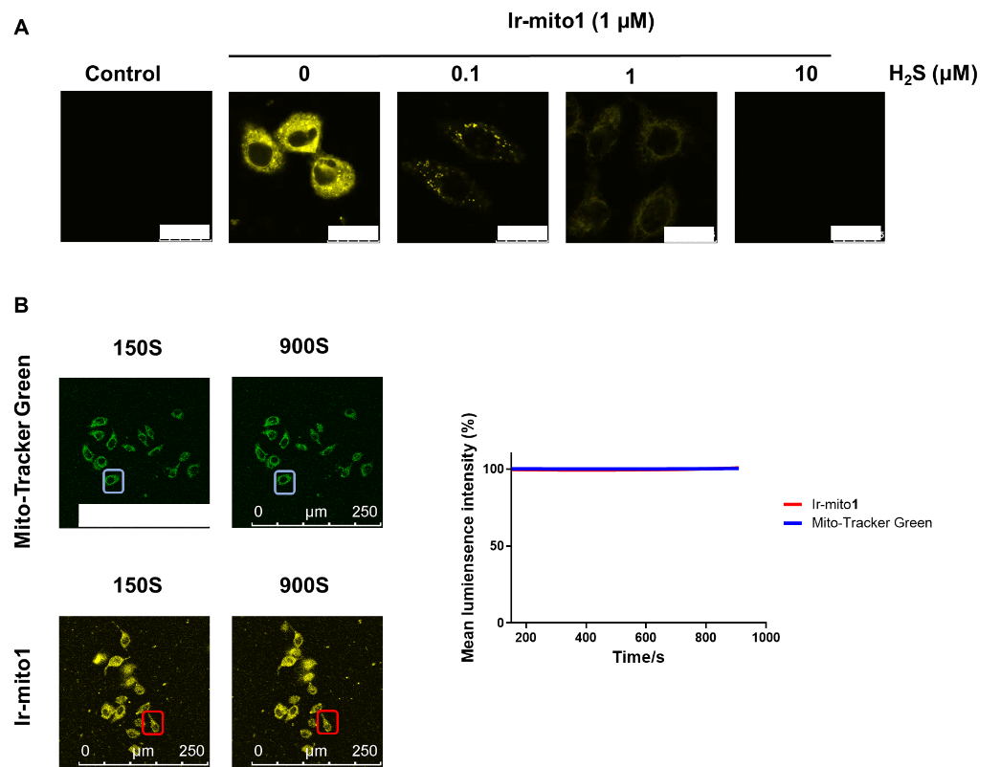 A
Ir-mito1 (1 µM)
Control
0
0.1
1
10
H₂S (µM)
B
Mito-Tracker Green
150S
900S
0 µm 250
Mean lumiensence intensity (%)
100
50
0
200
400
600
800
1000
Time/s
Ir-mito1
Mito-Tracker Green
Ir-mito1
150S
900S
0 µm 250
0 µm 250